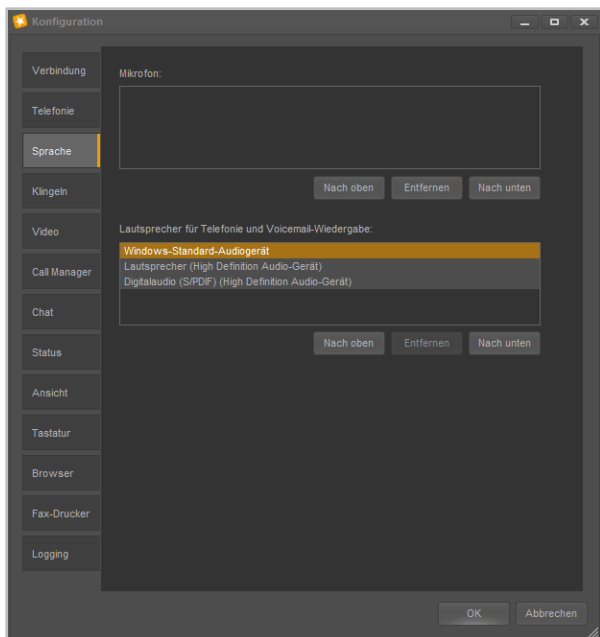 Konfiguration
Verbindung
Telefonie
Sprache
Klingeln
Video
Call Manager
Chat
Status
Ansicht
Tastatur
Browser
Fax-Drucker
Logging
Mikrofon:
Nach oben Entfernen Nach unten
Lautsprecher für Telefonie und Voicemail-Wiedergabe:
Windows-Standard-Audiogerät
Lautsprecher (High Definition Audio-Gerät)
Digitalaudio (S/PDIF) (High Definition Audio-Gerät)
Nach oben Entfernen Nach unten
OK Abbrechen